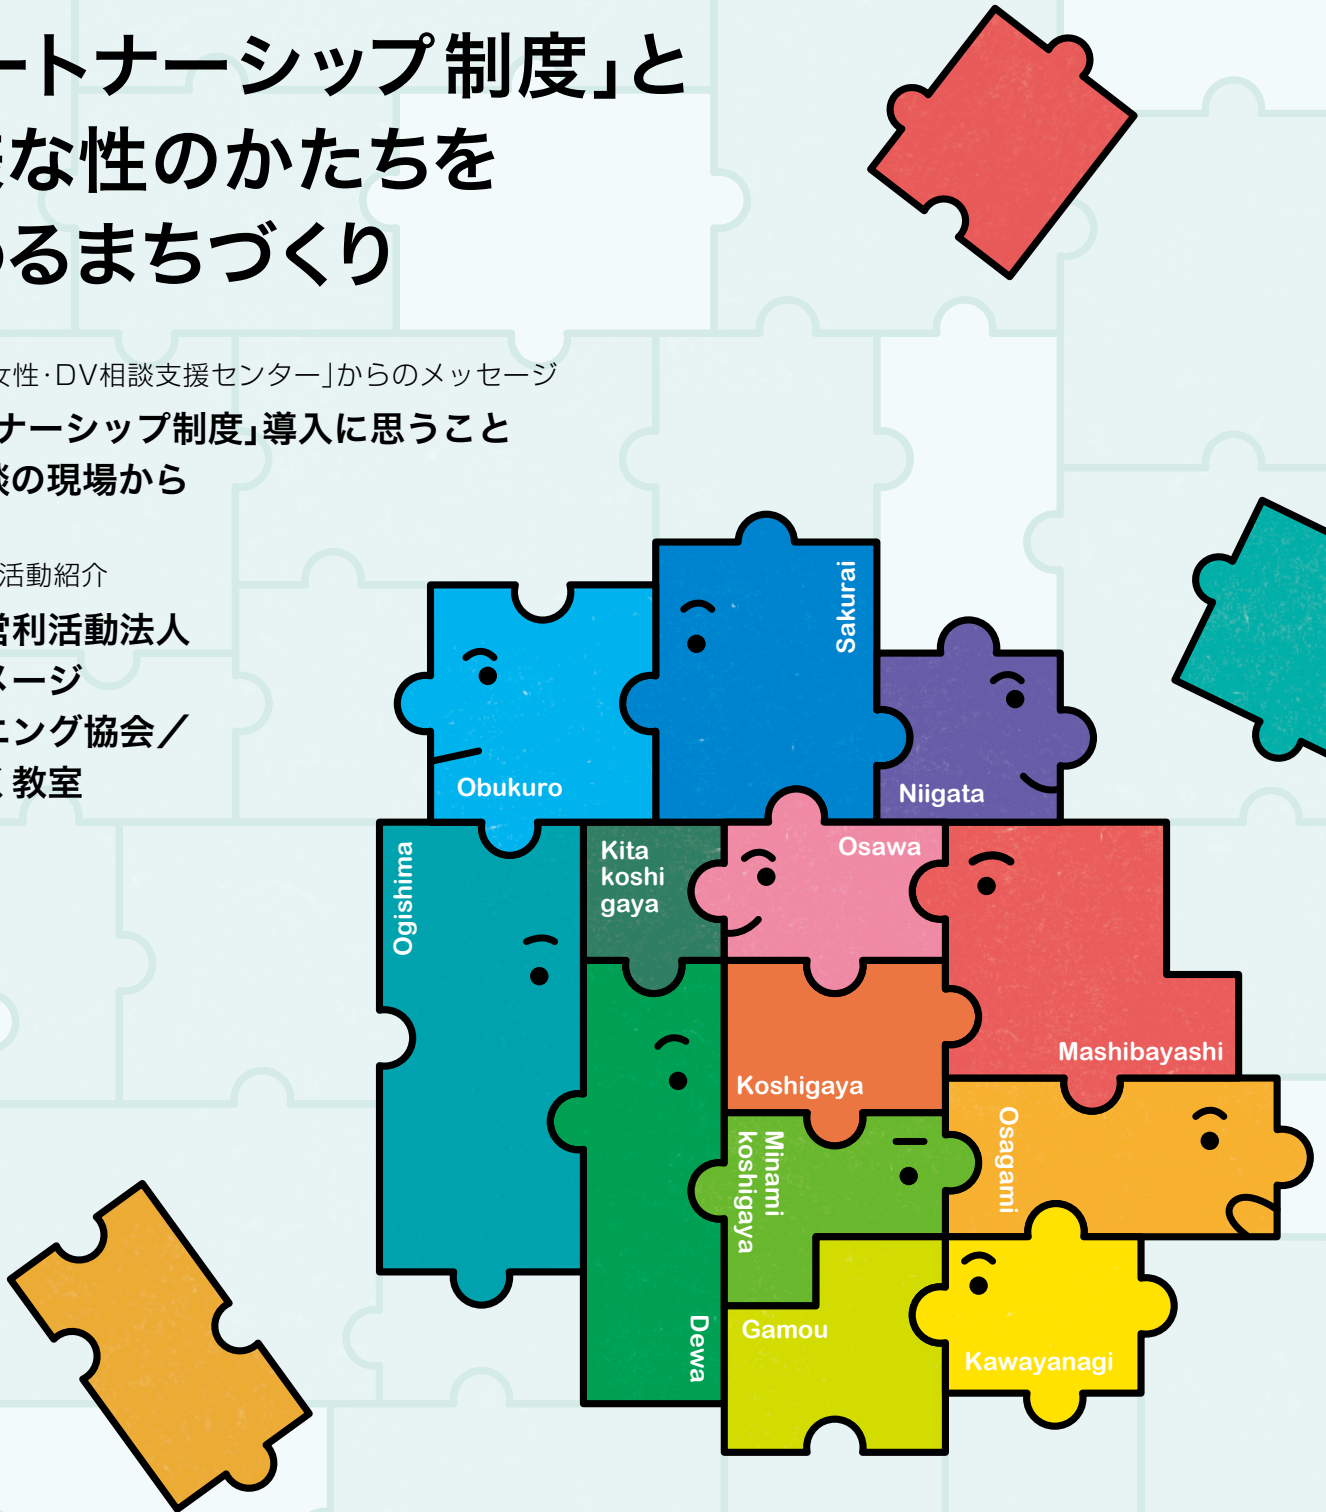 ートナーシップ制度」と
な性のかたちを
るまちづくり
女性・DV相談支援センター」からのメッセージ
ナーシップ制度」導入に思うこと
談の現場から
活動紹介
営利活動法人
メージ
ニング協会／
教室
Sakurai
Obukuro
Niigata
Ogishima
Kita
koshi
gaya
Osawa
Mashibayashi
Koshigaya
Minami
koshigaya
Osagami
Dewa
Gamou
Kawayanagi